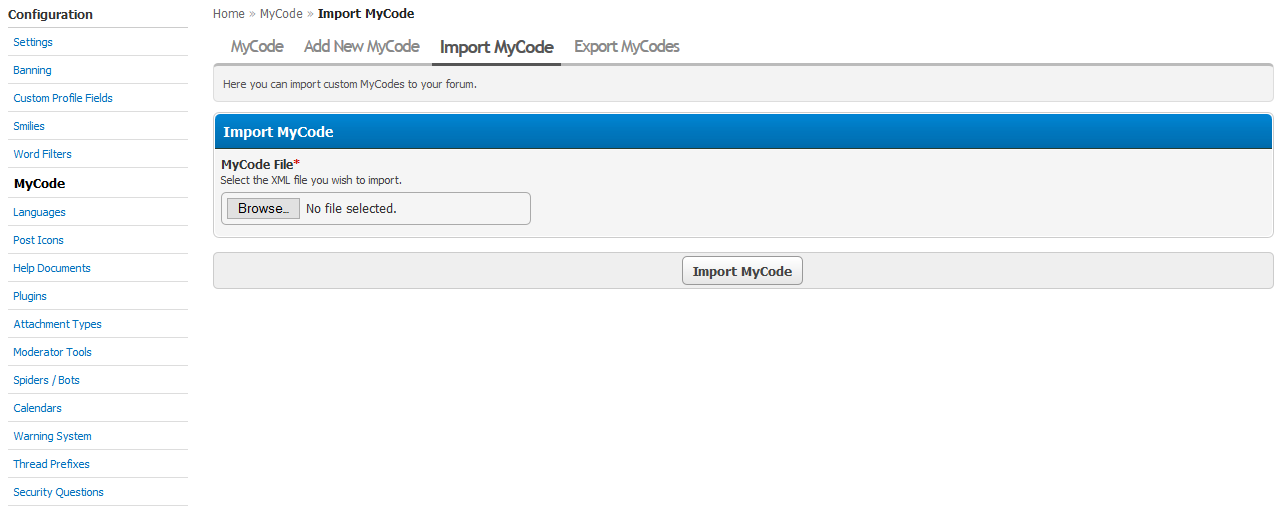 Configuration
Settings
Banning
Custom Profile Fields
Smilies
Word Filters
MyCode
Languages
Post Icons
Help Documents
Plugins
Attachment Types
Moderator Tools
Spiders / Bots
Calendars
Warning System
Thread Prefixes
Security Questions
Home » MyCode » Import MyCode
MyCode Add New MyCode Import MyCode Export MyCodes
Here you can import custom MyCodes to your forum.
Import MyCode
MyCode File*
Select the XML file you wish to import.
Browse... No file selected.
Import MyCode